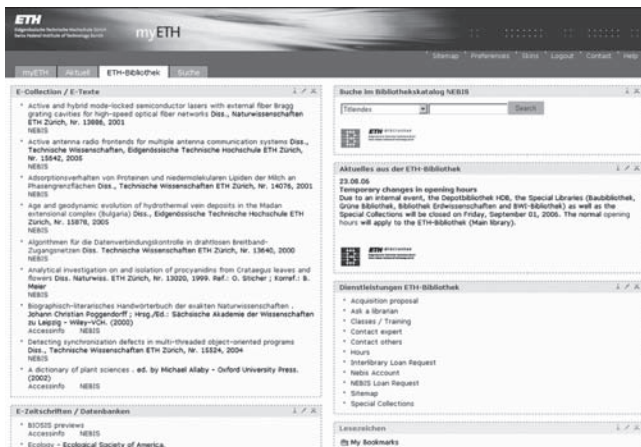 ETH
Eidgenössische Technische Hochschule Zürich
Swiss Federal Institute of Technology Zurich
myETH
Sitemap Preferences Skins Logout Contact Help
myETH Aktuell ETH-Bibliothek Suche
E-Collection / E-Texte
Active and hybrid mode-locked semiconductor lasers with external fiber Bragg
grating cavities for high-speed optical fiber networks Diss., Naturwissenschaften
ETH Zürich, Nr. 13886, 2001
NEBIS
Active antenna radio frontends for multiple antenna communication systems Diss.,
Technische Wissenschaften, Eidgenössische Technische Hochschule ETH Zürich,
Nr. 15642, 2005
NEBIS
Adsorptionsverhalten von Proteinen und niedermolekularen Lipiden der Milch an
Phasengrenzflächen Diss., Technische Wissenschaften ETH Zürich, Nr. 14076, 2001
NEBIS
Age and geodynamic evolution of hydrothermal vein deposits in the Madan
extensional complex (Bulgaria) Diss., Eidgenössische Technische Hochschule ETH
Zürich, Nr. 15878, 2005
NEBIS
Algorithmen für die Datenverbindungskontrolle in drahtlosen Breitband-
Zugangsnetzen Diss. Technische Wissenschaften ETH Zürich, Nr. 13640, 2000
NEBIS
Analytical investigation on and isolation of procyanidins from Crataegus leaves and
flowers Diss. Naturwiss. ETH Zürich, Nr. 13020, 1999. Ref.: O. Sticher ; Korref.: B.
Meier
NEBIS
Biographisch-literarisches Handwörterbuch der exakten Naturwissenschaften .
Johann Christian Poggendorff ; Hrsg./Ed.: Sächsische Akademie der Wissenschaften
zu Leipzig - Wiley-VCH. (2000)
Accessinfo NEBIS
Detecting synchronization defects in multi-threaded object-oriented programs
Diss., Technische Wissenschaften ETH Zürich, Nr. 15524, 2004
NEBIS
A dictionary of plant sciences . ed. by Michael Allaby - Oxford University Press.
(2002)
Accessinfo NEBIS
E-Zeitschriften / Datenbanken
BIOSIS previews
Accessinfo NEBIS
Ecology - Ecological Society of America.
Suche im Bibliothekskatalog NEBIS
Search
Aktuelles aus der ETH-Bibliothek
23.08.06
Temporary changes in opening hours
Due to an internal event, the Depotbibliothek HDB, the Special Libraries (Baubibliothek,
Grüne Bibliothek, Bibliothek Erdwissenschaften and BWI-Bibliothek) as well as the
Special Collections will be closed on Friday, September 01, 2006. The normal opening
hours will apply to the ETH-Bibliothek (Main library).
Dienstleistungen ETH-Bibliothek
Acquisition proposal
Ask a librarian
Classes / Training
Contact expert
Contact others
Hours
Interlibrary Loan Request
Nebis Account
NEBIS Loan Request
Sitemap
Special Collections
Lesezeichen
My Bookmarks